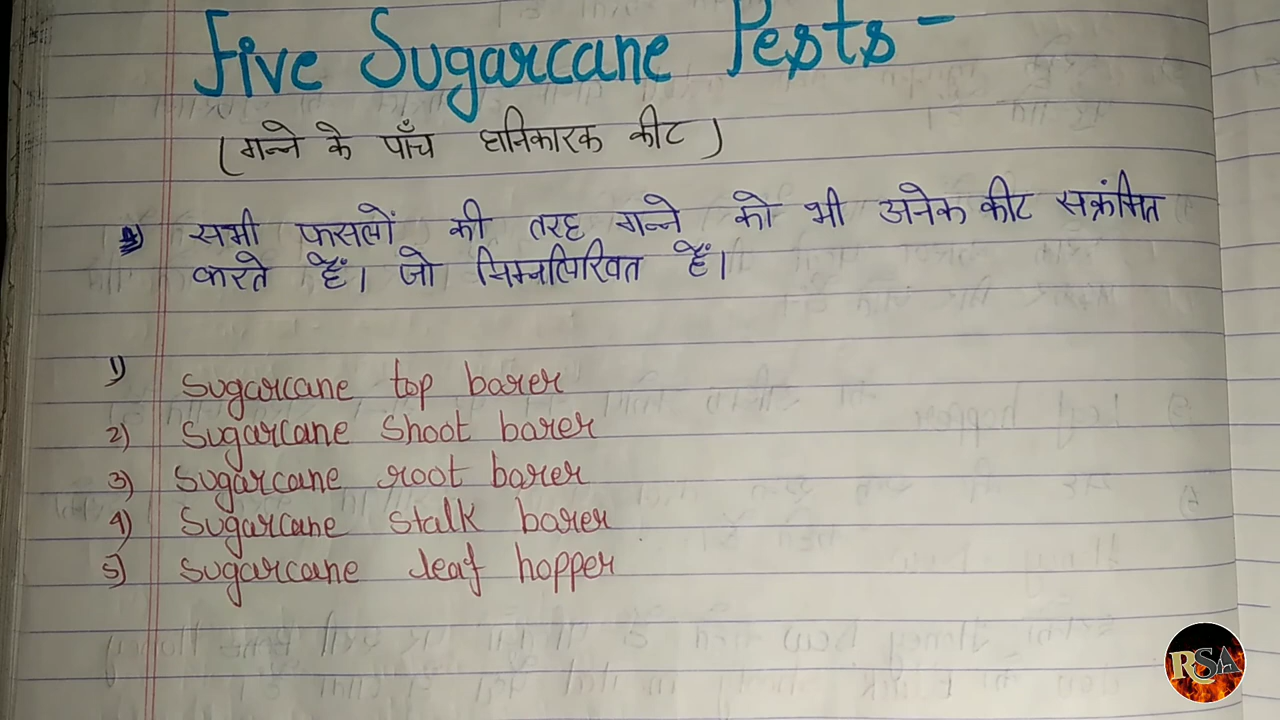 Five Sugarcane Pests -
(गन्ने के पाँच हानिकारक कीट)
सभी फसलों की तरह गन्ने को भी अनेक कीट सक्रंमित
करते हैं। जो निम्नलिखित हैं।
1) Sugarcane top barer
2) Sugarcane shoot barer
3) Sugarcane root barer
4) Sugarcane stalk barer
5) Sugarcane leaf hopper
RSA